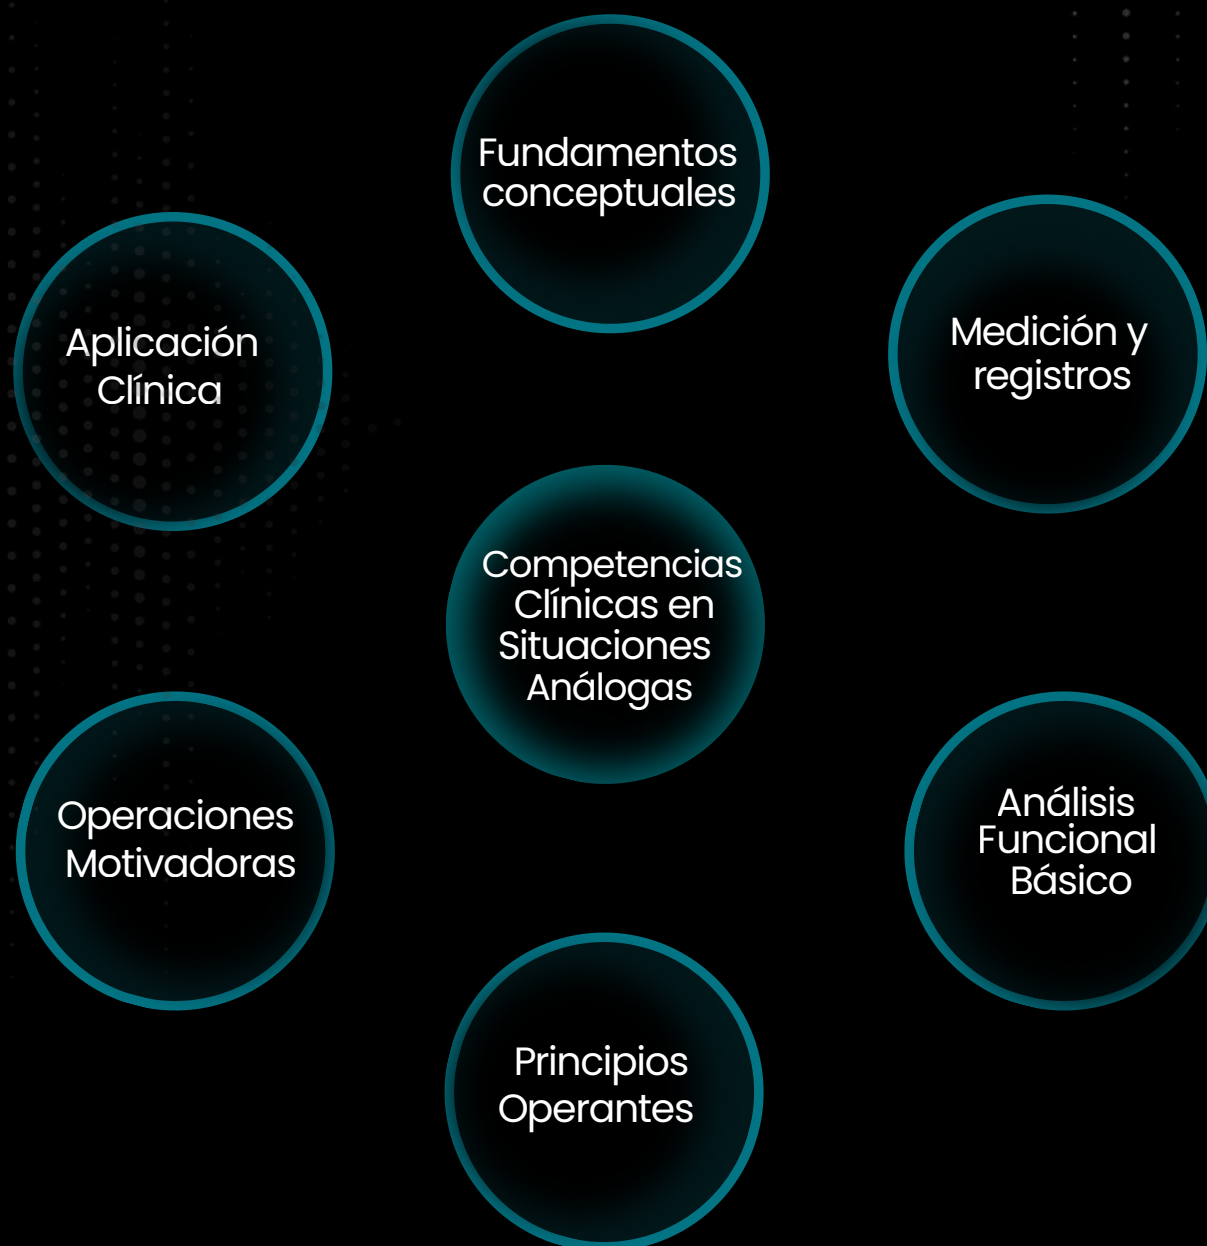 Fundamentos
conceptuales
Aplicación
Clínica
Medición y
registros
Competencias
Clínicas en
Situaciones
Análogas
Operaciones
Motivadoras
Análisis
Funcional
Básico
Principios
Operantes